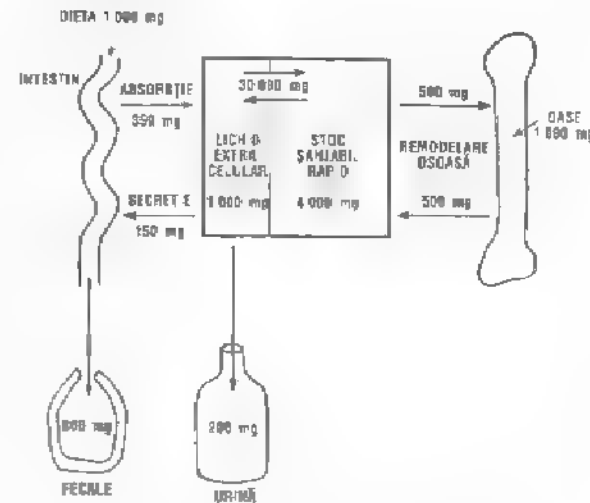 DIETA 1 000 mg
INTESTIN
ABSORBȚIE
350 mg
30 000 mg
LICHID
EXTRA
CELULAR
1 000 mg
STOC
ȘANJABIL
RAPID
4 000 mg
500 mg
REMODELARE
OSOASĂ
500 mg
OASE
mg
SECREȚIE
150 mg
800 mg
FECALE
200 mg
URINĂ